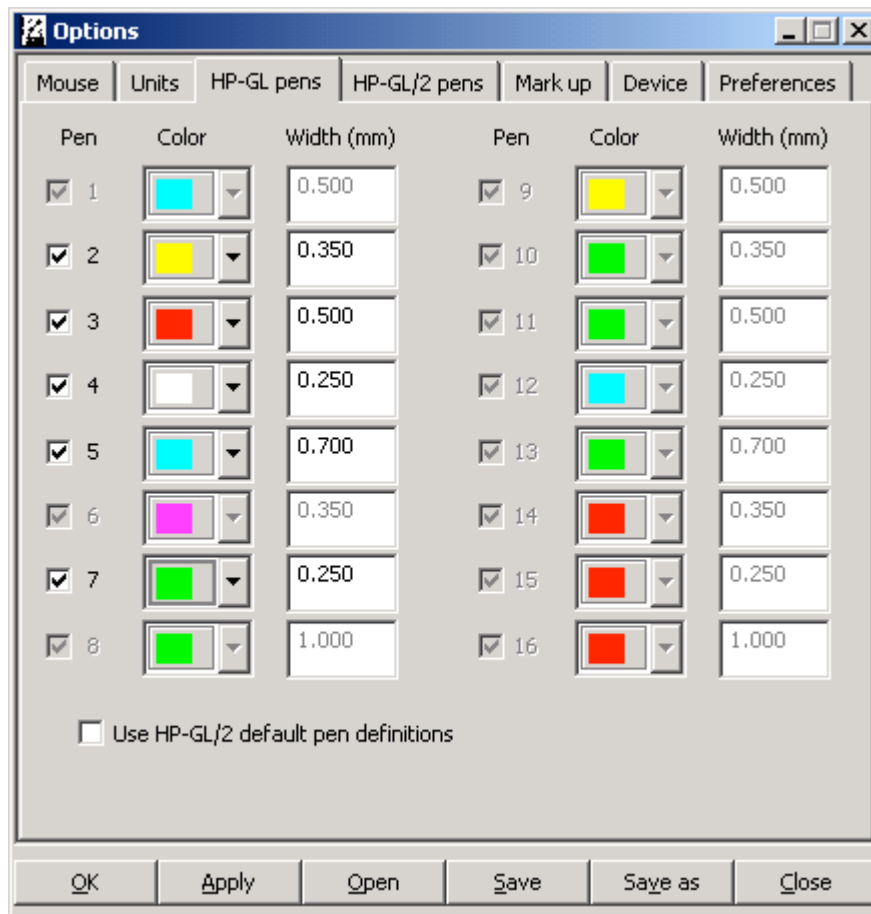 Options
Mouse Units HP-GL pens HP-GL/2 pens Mark up Device Preferences
Pen Color Width (mm) Pen Color Width (mm)
1 0.500 9 0.500
2 0.350 10 0.350
3 0.500 11 0.500
4 0.250 12 0.250
5 0.700 13 0.700
6 0.350 14 0.350
7 0.250 15 0.250
8 1.000 16 1.000
Use HP-GL/2 default pen definitions
OK Apply Open Save Save as Close